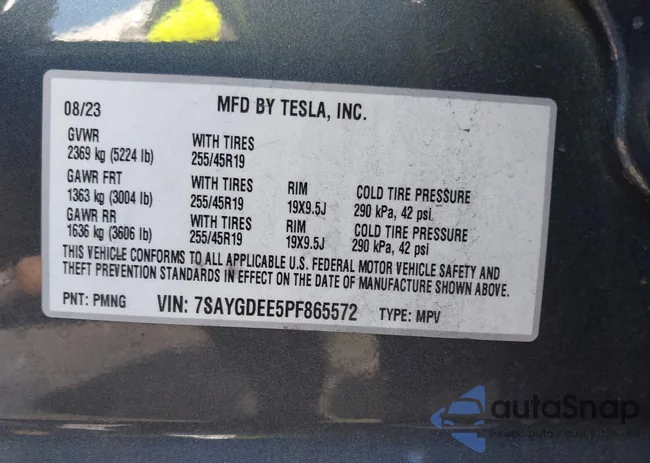 08/23 MFD BY TESLA, INC.
GVWR WITH TIRES
2369 kg (5224 lb) 255/45R19
GAWR FRT WITH TIRES RIM COLD TIRE PRESSURE
1363 kg (3004 lb) 255/45R19 19X9.5J 290 kPa, 42 psi
GAWR RR WITH TIRES RIM COLD TIRE PRESSURE
1636 kg (3606 lb) 255/45R19 19X9.5J 290 kPa, 42 psi
THIS VEHICLE CONFORMS TO ALL APPLICABLE U.S. FEDERAL MOTOR VEHICLE SAFETY AND
THEFT PREVENTION STANDARDS IN EFFECT ON THE DATE OF MANUFACTURE SHOWN ABOVE.
PNT: PMNG VIN: 7SAYGDEE5PF865572 TYPE: MPV
autaSnap